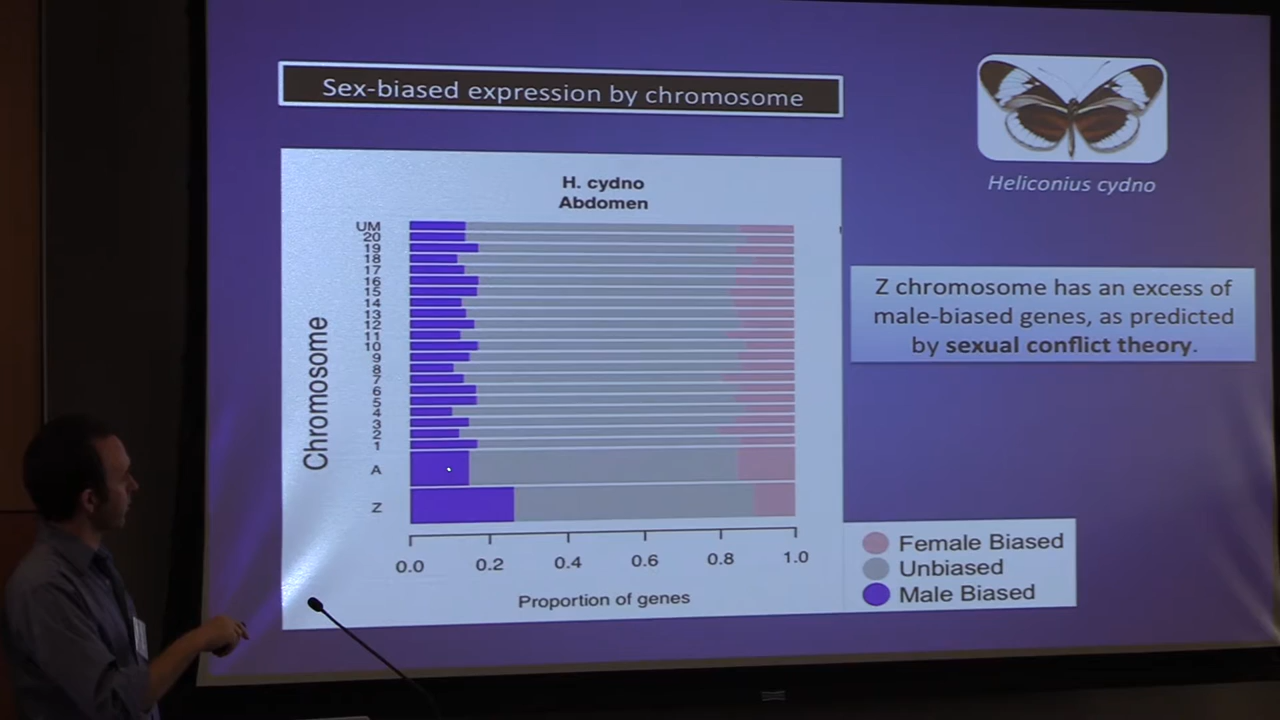 Sex-biased expression by chromosome
Heliconius cydno
H. cydno
Abdomen
Chromosome
UM
20
19
18
17
16
15
14
13
12
11
10
9
8
7
6
5
4
3
2
1
A
Z
0.0 0.2 0.4 0.6 0.8 1.0
Proportion of genes
Z chromosome has an excess of
male-biased genes, as predicted
by sexual conflict theory.
Female Biased
Unbiased
Male Biased